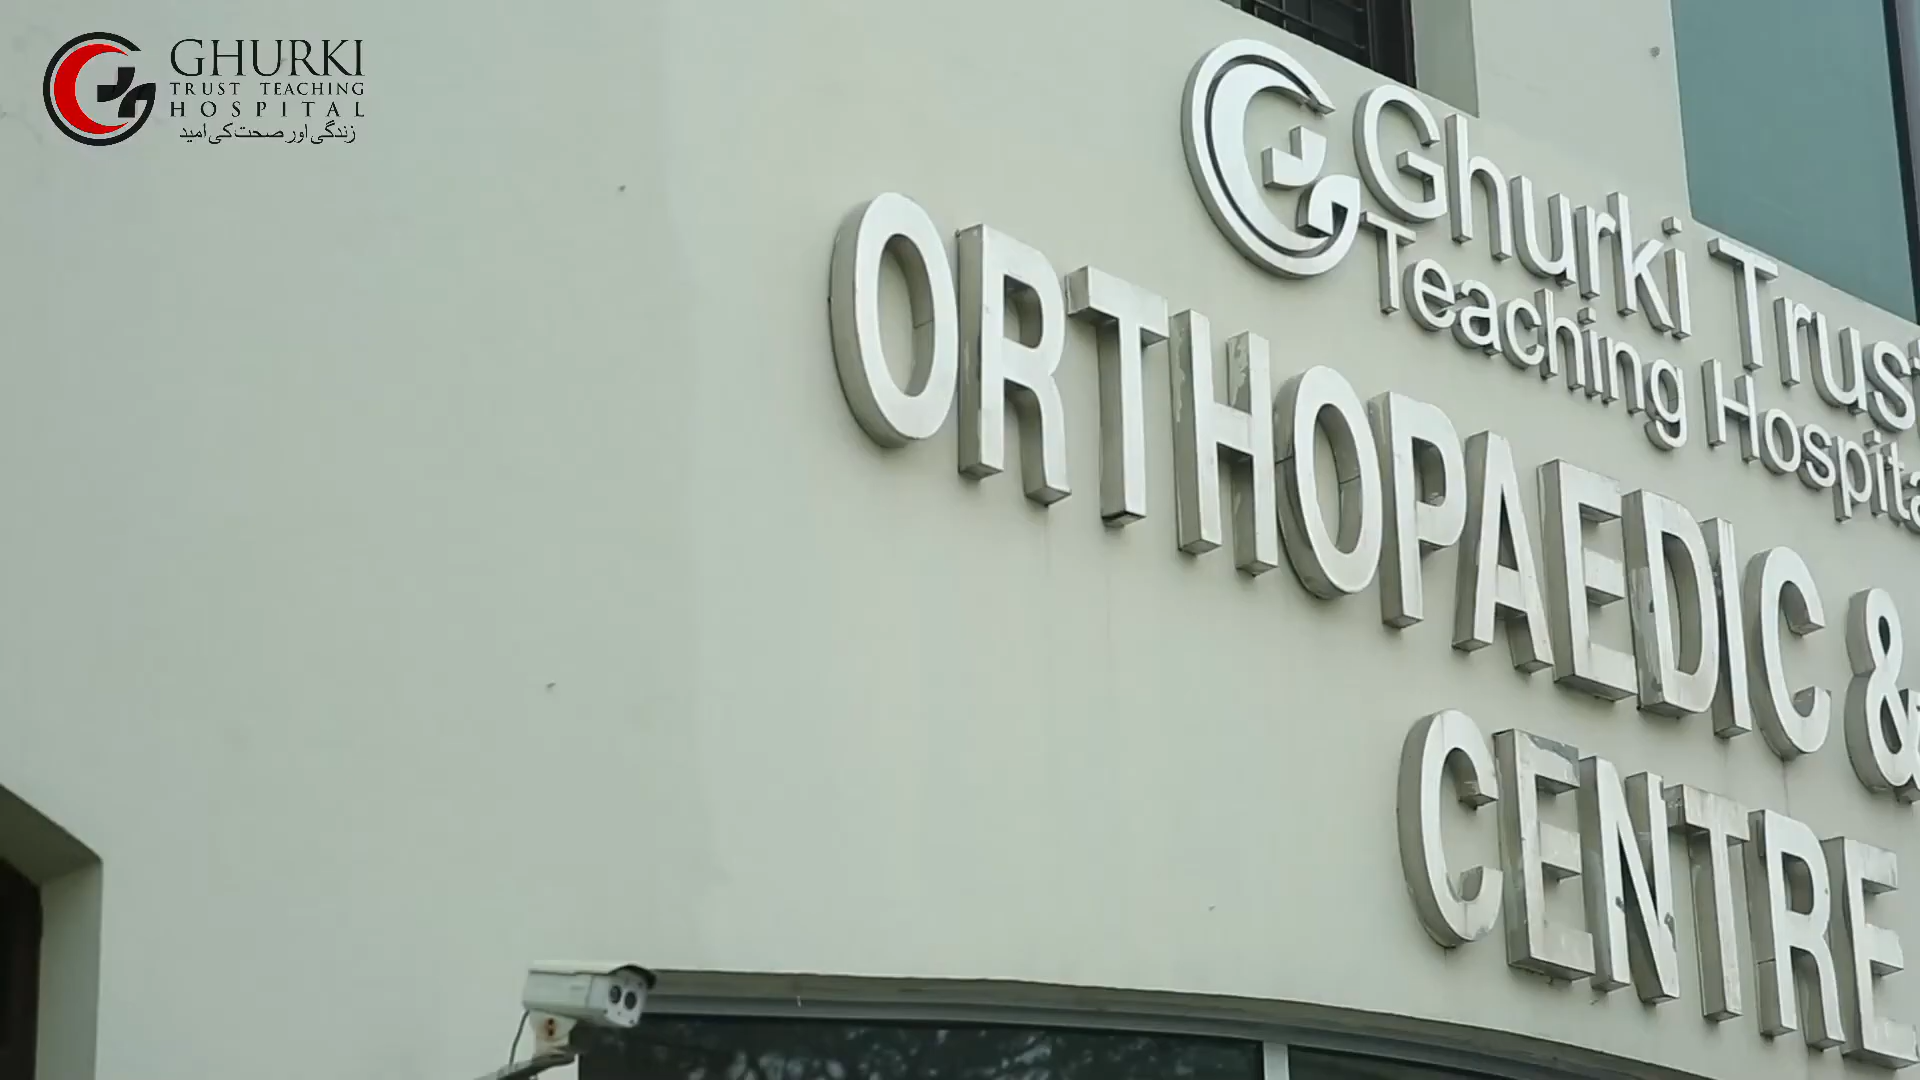 GHURKI
TRUST TEACHING
HOSPITAL
زندگی اور صحت کی امید
Ghurki Trust
Teaching Hospital
ORTHOPAEDIC &
CENTRE